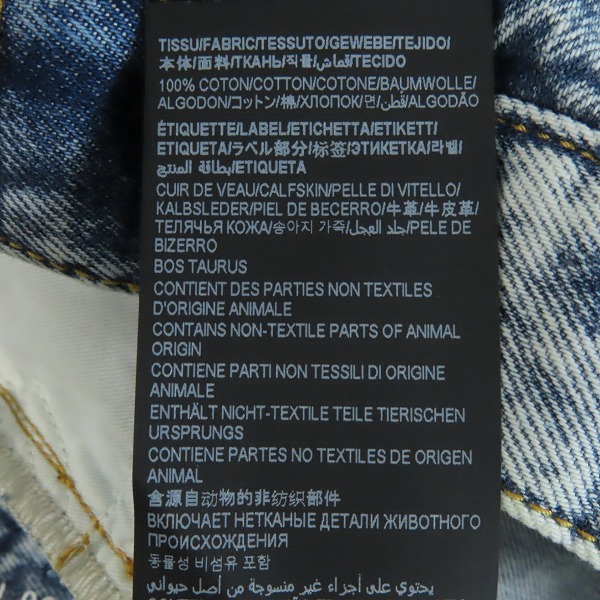 TISSU/FABRIC/TESSUTO/GEWEBE/TEJIDO/
本体/面料/ТКАНЬ/직물/قماش/TECIDO
100% COTON/COTTON/COTONE/BAUMWOLLE/
ALGODON/コットン/棉/ХЛОПОК/면/قطن/ALGODÃO
ÉTIQUETTE/LABEL/ETICHETTA/ETIKETT/
ETIQUETA/ラベル部分/标签/ЭТИКЕТКА/라벨/
بطاقة المنتج/ETIQUETA
CUIR DE VEAU/CALFSKIN/PELLE DI VITELLO/
KALBSLEDER/PIEL DE BECERRO/牛革/牛皮革/
ТЕЛЯЧЬЯ КОЖА/송아지 가죽/جلد العجل/PELE DE
BIZERRO
BOS TAURUS
CONTIENT DES PARTIES NON TEXTILES
D'ORIGINE ANIMALE
CONTAINS NON-TEXTILE PARTS OF ANIMAL
ORIGIN
CONTIENE PARTI NON TESSILI DI ORIGINE
ANIMALE
ENTHÄLT NICHT-TEXTILE TEILE TIERISCHEN
URSPRUNGS
CONTIENE PARTES NO TEXTILES DE ORIGEN
ANIMAL
含源自动物的非纺织部件
ВКЛЮЧАЕТ НЕТКАНЫЕ ДЕТАЛИ ЖИВОТНОГО
ПРОИСХОЖДЕНИЯ
동물성 비섬유 포함
يحتوي على أجزاء غير منسوجة من أصل حيواني